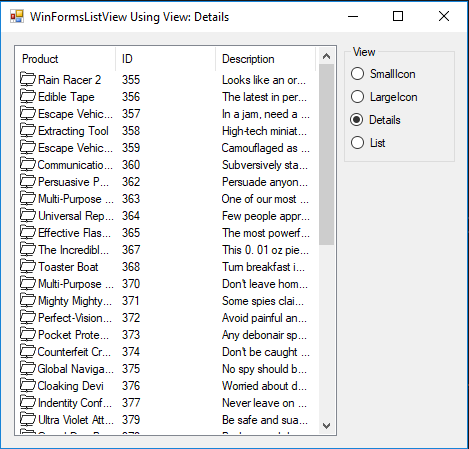 WinFormsListView Using View: Details
Product ID Description
Rain Racer 2 355 Looks like an or...
Edible Tape 356 The latest in per...
Escape Vehic... 357 In a jam, need a ...
Extracting Tool 358 High-tech miniat...
Escape Vehic... 359 Camouflaged as ...
Communicatio... 360 Subversively sta...
Persuasive P... 362 Persuade anyon...
Multi-Purpose ... 363 One of our most ...
Universal Rep... 364 Few people appr...
Effective Flas... 365 The most powerf...
The Incredibl... 367 This 0. 01 oz pie...
Toaster Boat 368 Turn breakfast i...
Multi-Purpose ... 370 Don't leave hom...
Mighty Mighty... 371 Some spies clai...
Perfect-Vision... 372 Avoid painful an...
Pocket Prote... 373 Any debonair sp...
Counterfeit Cr... 374 Don't be caught ...
Global Naviga... 375 No spy should b...
Cloaking Devi 376 Worried about d...
Indentity Conf... 377 Never leave on ...
Ultra Violet Att... 379 Be safe and sua...
View
SmallIcon
LargeIcon
Details
List